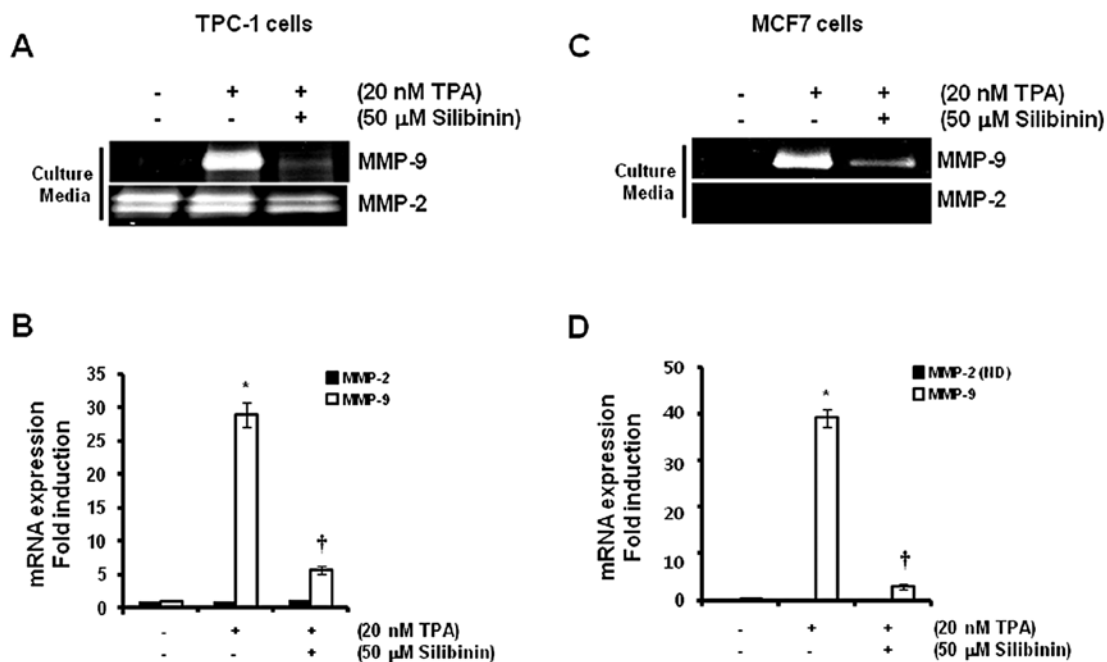 TPC-1 cells
A
- + + (20 nM TPA)
- - + (50 µM Silibinin)
Culture
Media
MMP-9
MMP-2
B
mRNA expression
Fold induction
35
30
25
20
15
10
5
0
MMP-2
MMP-9
*
†
- + + (20 nM TPA)
- - + (50 µM Silibinin)
MCF7 cells
C
- + + (20 nM TPA)
- - + (50 µM Silibinin)
Culture
Media
MMP-9
MMP-2
D
mRNA expression
Fold induction
50
40
30
20
10
0
MMP-2 (ND)
MMP-9
*
†
- + + (20 nM TPA)
- - + (50 µM Silibinin)